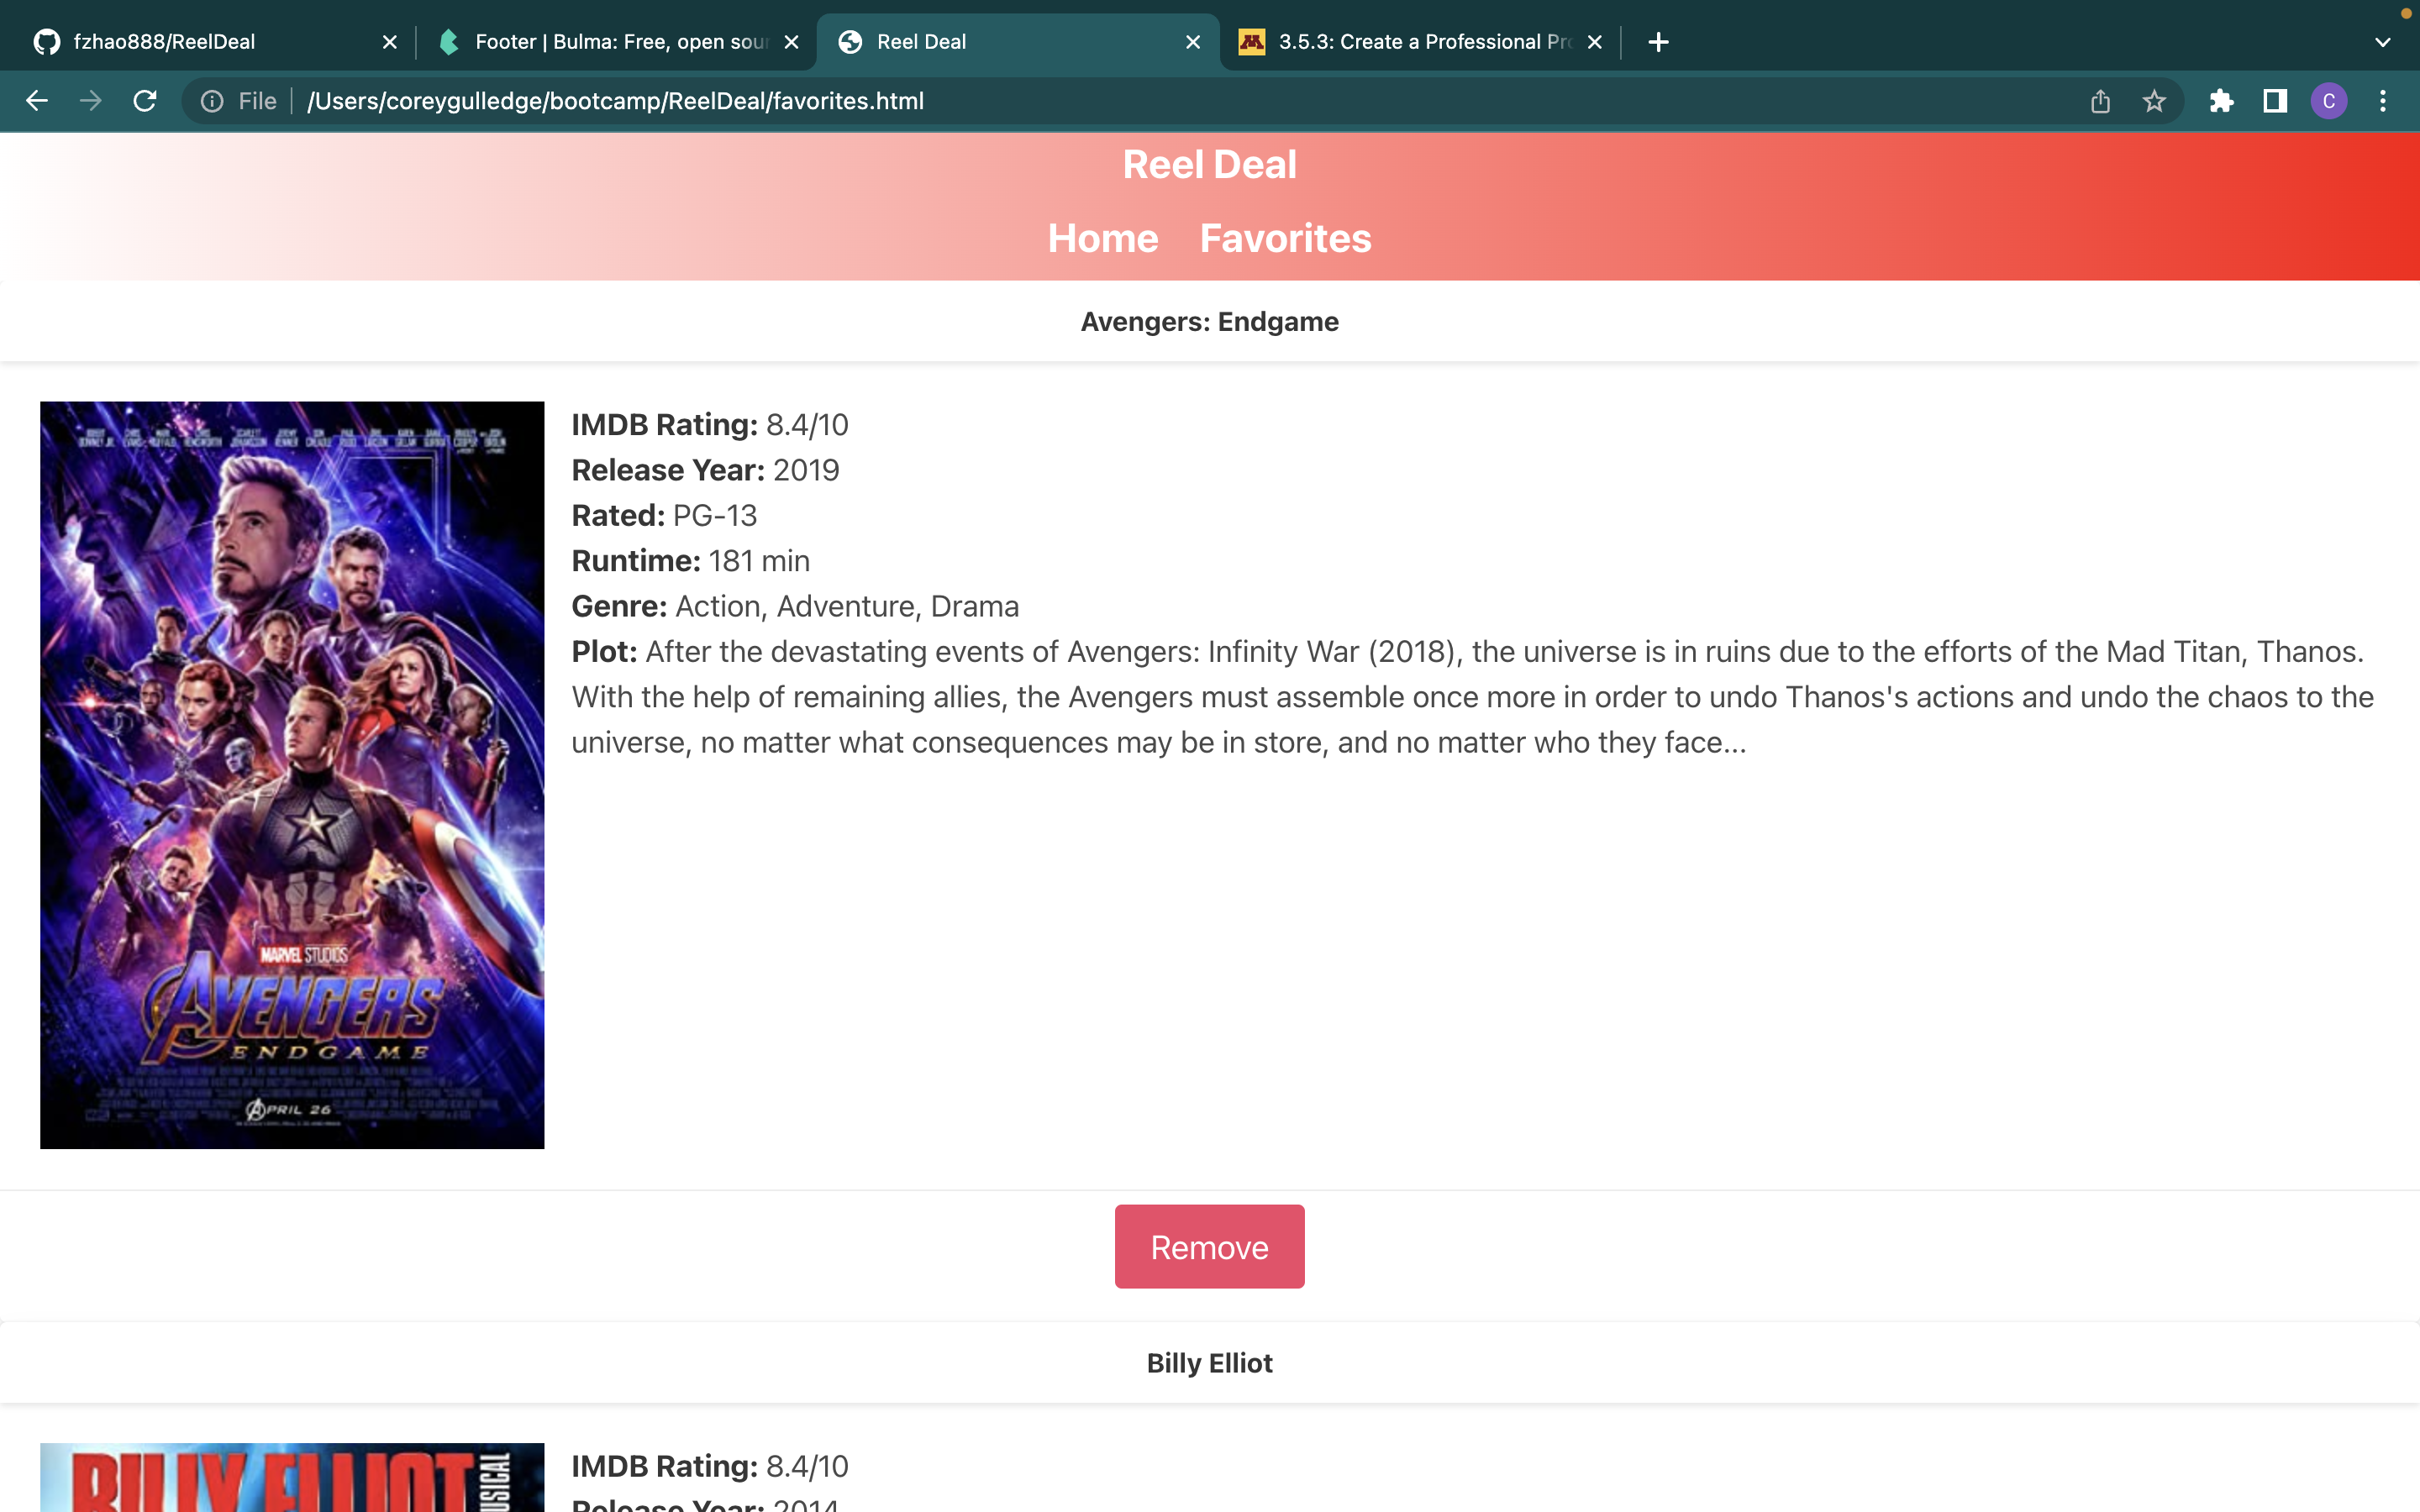 fzhao888/ReelDeal
Footer | Bulma: Free, open sour
Reel Deal
3.5.3: Create a Professional Pro
File
/Users/coreygulledge/bootcamp/ReelDeal/favorites.html
C
Reel Deal
Home Favorites
Avengers: Endgame
IMDB Rating: 8.4/10
Release Year: 2019
Rated: PG-13
Runtime: 181 min
Genre: Action, Adventure, Drama
Plot: After the devastating events of Avengers: Infinity War (2018), the universe is in ruins due to the efforts of the Mad Titan, Thanos.
With the help of remaining allies, the Avengers must assemble once more in order to undo Thanos's actions and undo the chaos to the
universe, no matter what consequences may be in store, and no matter who they face...
MARVEL STUDIOS
AVENGERS
ENDGAME
APRIL 26
Remove
Billy Elliot
BILLY ELLIOT
IMDB Rating: 8.4/10
Release Year: 2014